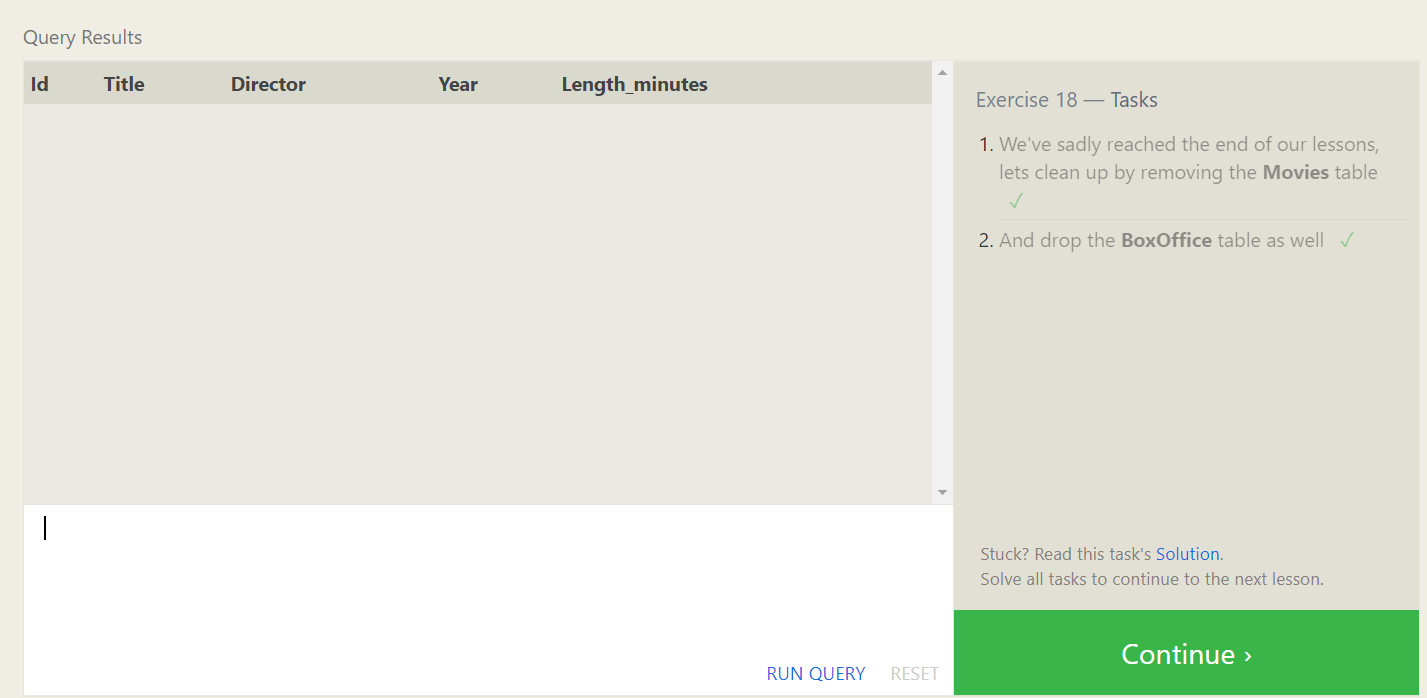 Query Results
Id Title Director Year Length_minutes
Exercise 18 — Tasks
1. We've sadly reached the end of our lessons,
lets clean up by removing the Movies table
✓
2. And drop the BoxOffice table as well ✓
Stuck? Read this task's Solution.
Solve all tasks to continue to the next lesson.
RUN QUERY RESET
Continue ›